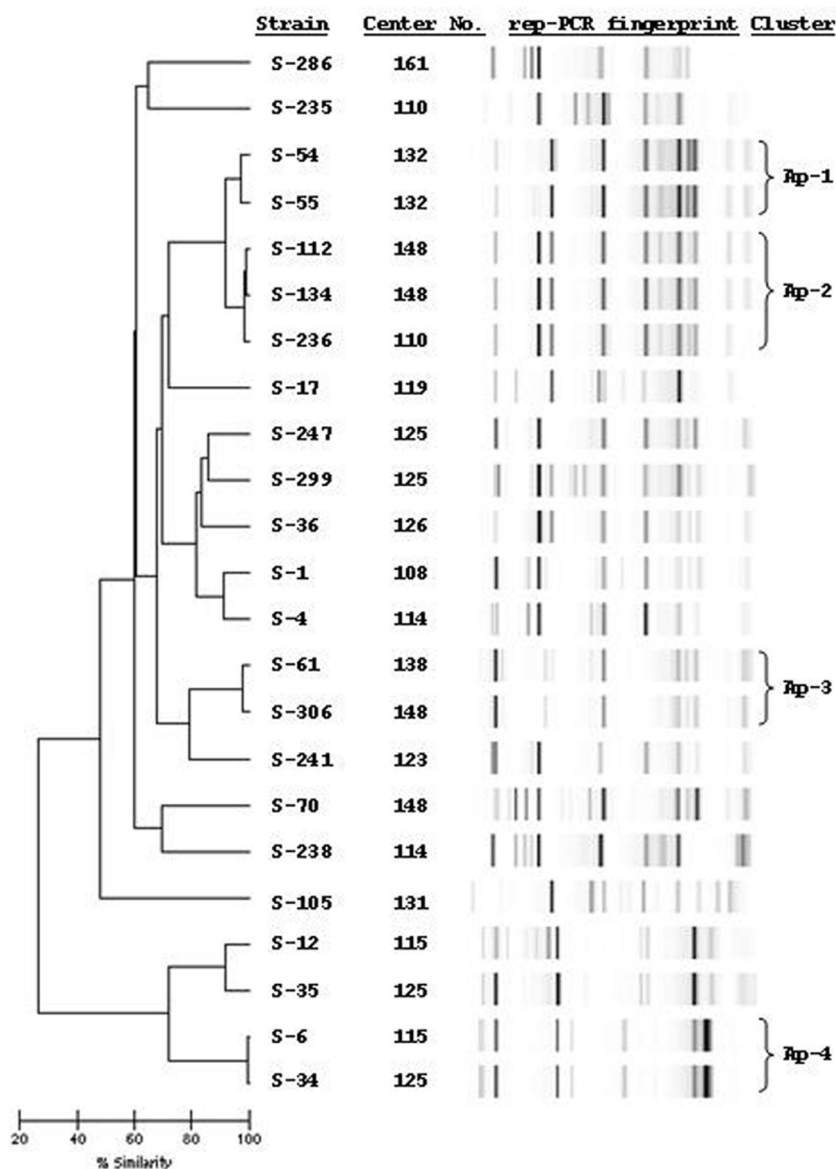 Strain Center No. rep-PCR fingerprint Cluster
S-286 161
S-235 110
S-54 132
Ap-1
S-55 132
S-112 148
S-134 148 Ap-2
S-236 110
S-17 119
S-247 125
S-299 125
S-36 126
S-1 108
S-4 114
S-61 138
Ap-3
S-306 148
S-241 123
S-70 148
S-238 114
S-105 131
S-12 115
S-35 125
S-6 115
Ap-4
S-34 125
20 40 60 80 100
% Similarity